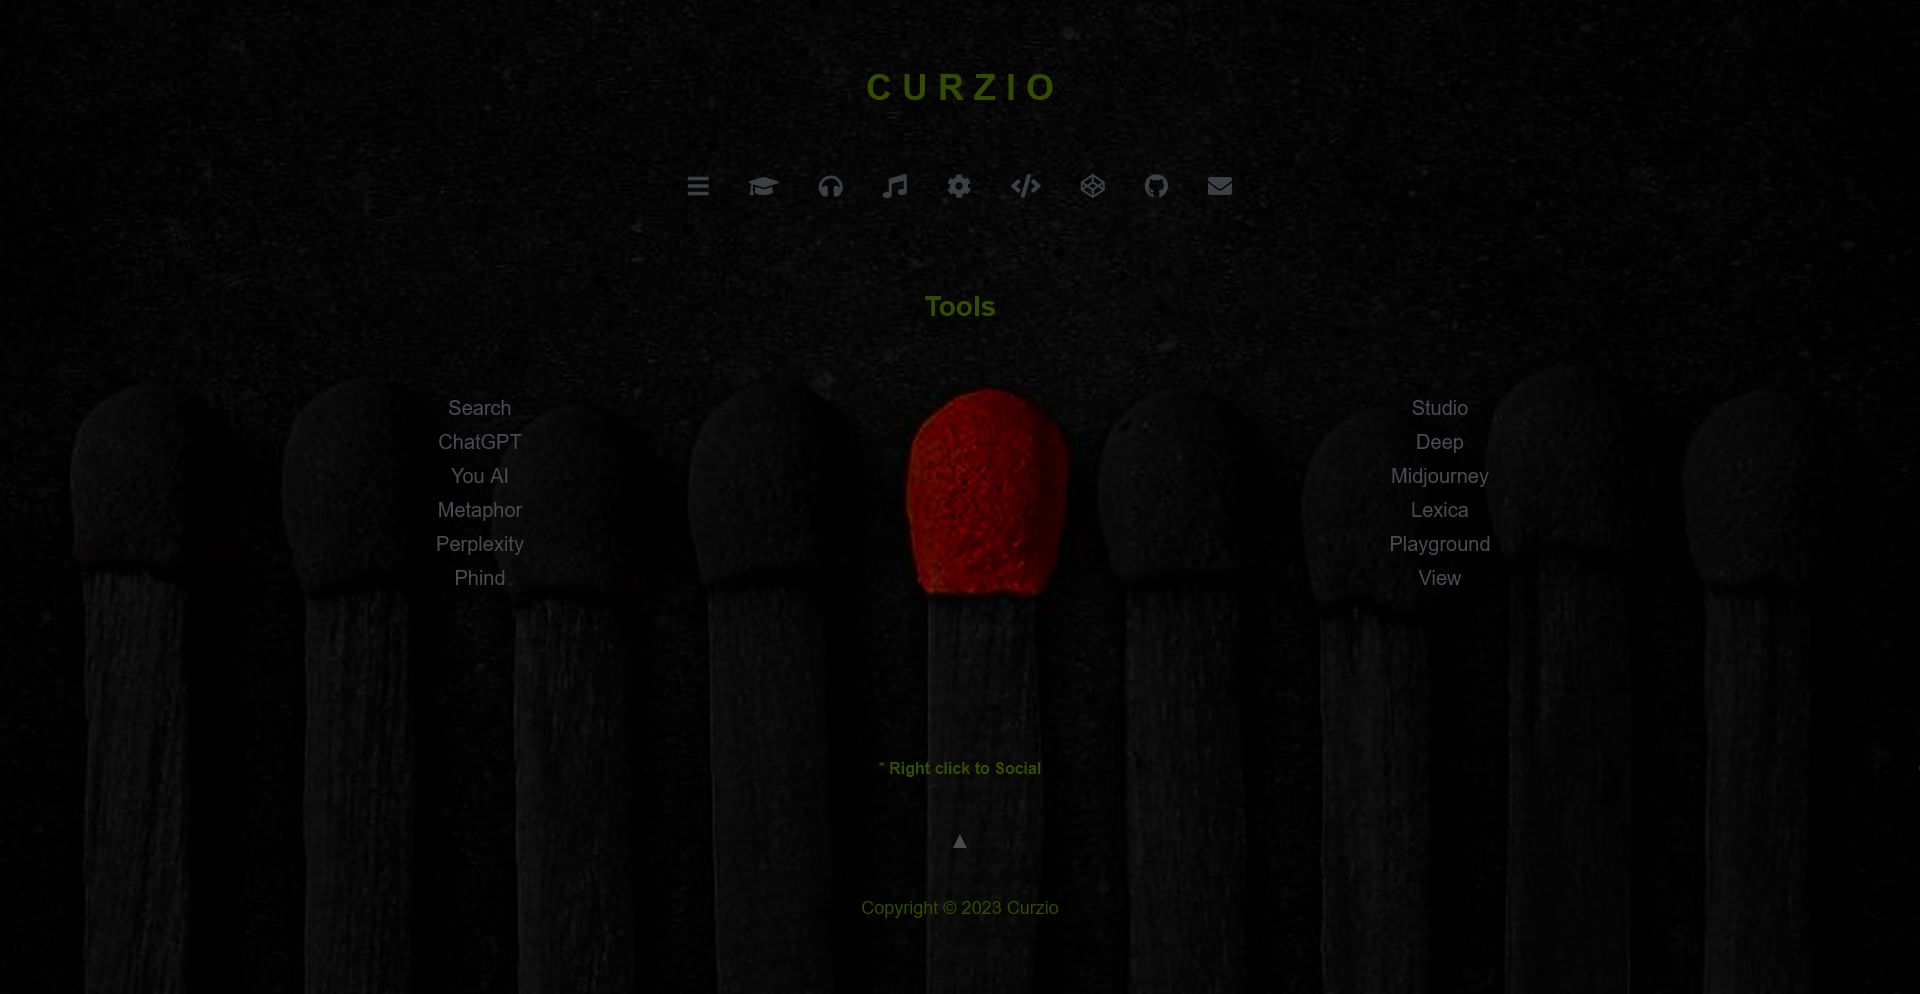 CURZIO
Tools
Search
ChatGPT
You AI
Metaphor
Perplexity
Phind
Studio
Deep
Midjourney
Lexica
Playground
View
* Right click to Social
▲
Copyright © 2023 Curzio